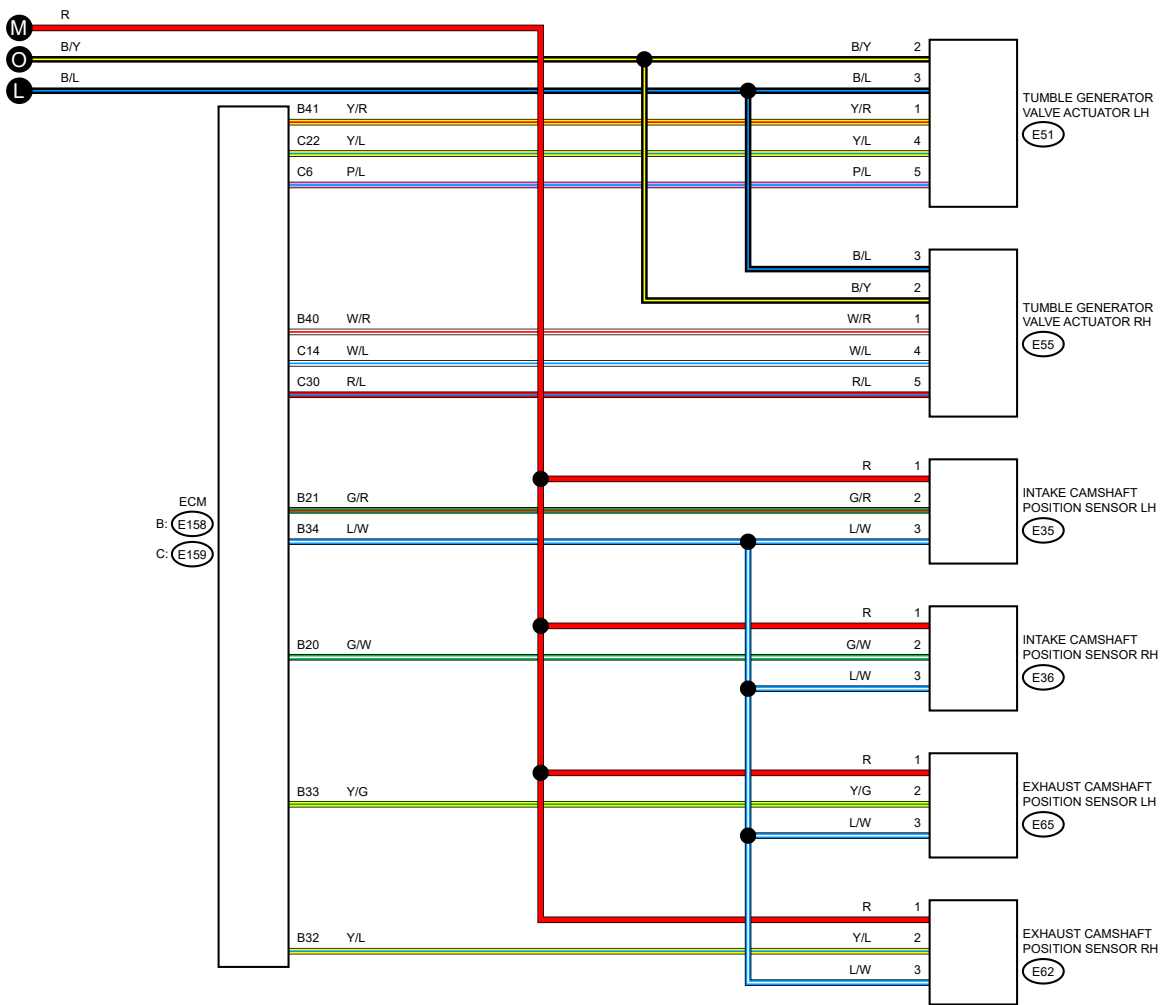 M R
O B/Y B/Y 2
L B/L B/L 3
B41 Y/R Y/R 1
C22 Y/L Y/L 4
C6 P/L P/L 5
TUMBLE GENERATOR
VALVE ACTUATOR LH
E51
B/L 3
B/Y 2
B40 W/R W/R 1
C14 W/L W/L 4
C30 R/L R/L 5
TUMBLE GENERATOR
VALVE ACTUATOR RH
E55
ECM
B: E158
C: E159
R 1
B21 G/R G/R 2
B34 L/W L/W 3
INTAKE CAMSHAFT
POSITION SENSOR LH
E35
R 1
B20 G/W G/W 2
L/W 3
INTAKE CAMSHAFT
POSITION SENSOR RH
E36
R 1
B33 Y/G Y/G 2
L/W 3
EXHAUST CAMSHAFT
POSITION SENSOR LH
E65
R 1
B32 Y/L Y/L 2
L/W 3
EXHAUST CAMSHAFT
POSITION SENSOR RH
E62